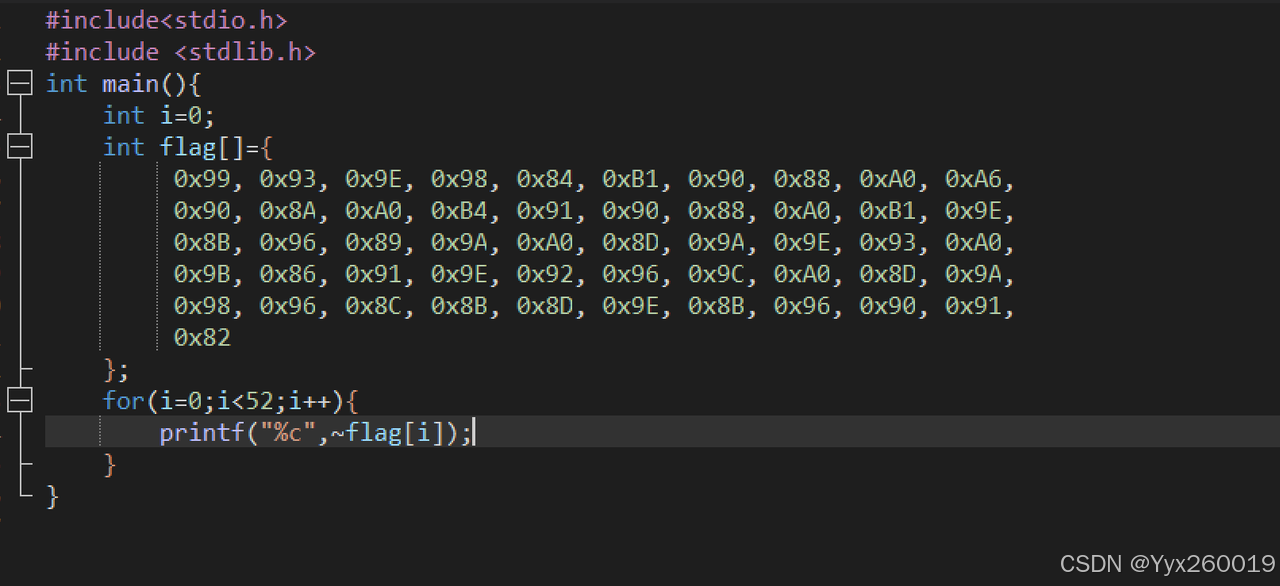 #include<stdio.h>
#include <stdlib.h>
int main(){
int i=0;
int flag[]={
0x99, 0x93, 0x9E, 0x98, 0x84, 0xB1, 0x90, 0x88, 0xA0, 0xA6,
0x90, 0x8A, 0xA0, 0xB4, 0x91, 0x90, 0x88, 0xA0, 0xB1, 0x9E,
0x8B, 0x96, 0x89, 0x9A, 0xA0, 0x8D, 0x9A, 0x9E, 0x93, 0xA0,
0x9B, 0x86, 0x91, 0x9E, 0x92, 0x96, 0x9C, 0xA0, 0x8D, 0x9A,
0x98, 0x96, 0x8C, 0x8B, 0x8D, 0x9E, 0x8B, 0x96, 0x90, 0x91,
0x82
};
for(i=0;i<52;i++){
printf("%c",~flag[i]);
}
}
CSDN @Yyx260019